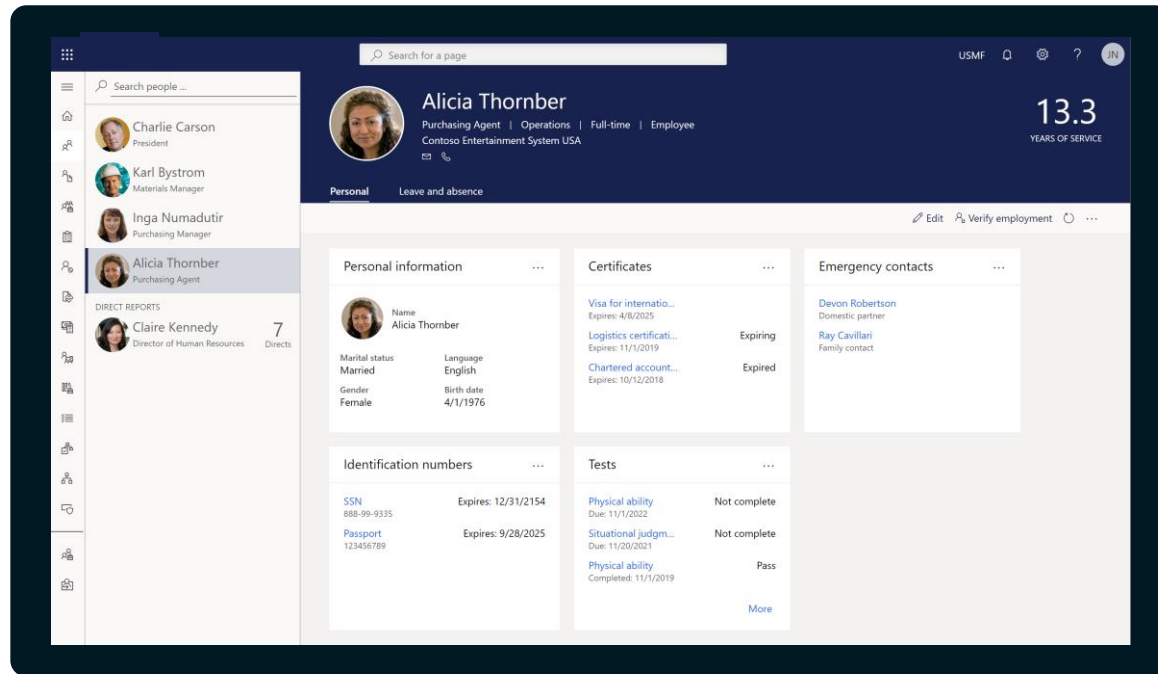 Search for a page
USMF
?
JN
Search people ...
Charlie Carson
President
Karl Bystrom
Materials Manager
Inga Numadutir
Purchasing Manager
Alicia Thornber
Purchasing Agent
DIRECT REPORTS
Claire Kennedy
Director of Human Resources
7
Directs
Alicia Thornber
Purchasing Agent | Operations | Full-time | Employee
Contoso Entertainment System USA
13.3
YEARS OF SERVICE
Personal Leave and absence
Edit Verify employment ...
Personal information ...
Name
Alicia Thornber
Marital status Language
Married English
Gender Birth date
Female 4/1/1976
Certificates ...
Visa for internatio...
Expires: 4/8/2025
Logistics certificati... Expiring
Expires: 11/1/2019
Chartered account... Expired
Expires: 10/12/2018
Emergency contacts ...
Devon Robertson
Domestic partner
Ray Cavillari
Family contact
Identification numbers ...
SSN Expires: 12/31/2154
888-99-9335
Passport Expires: 9/28/2025
123456789
Tests ...
Physical ability Not complete
Due: 11/1/2022
Situational judgm... Not complete
Due: 11/20/2021
Physical ability Pass
Completed: 11/1/2019
More